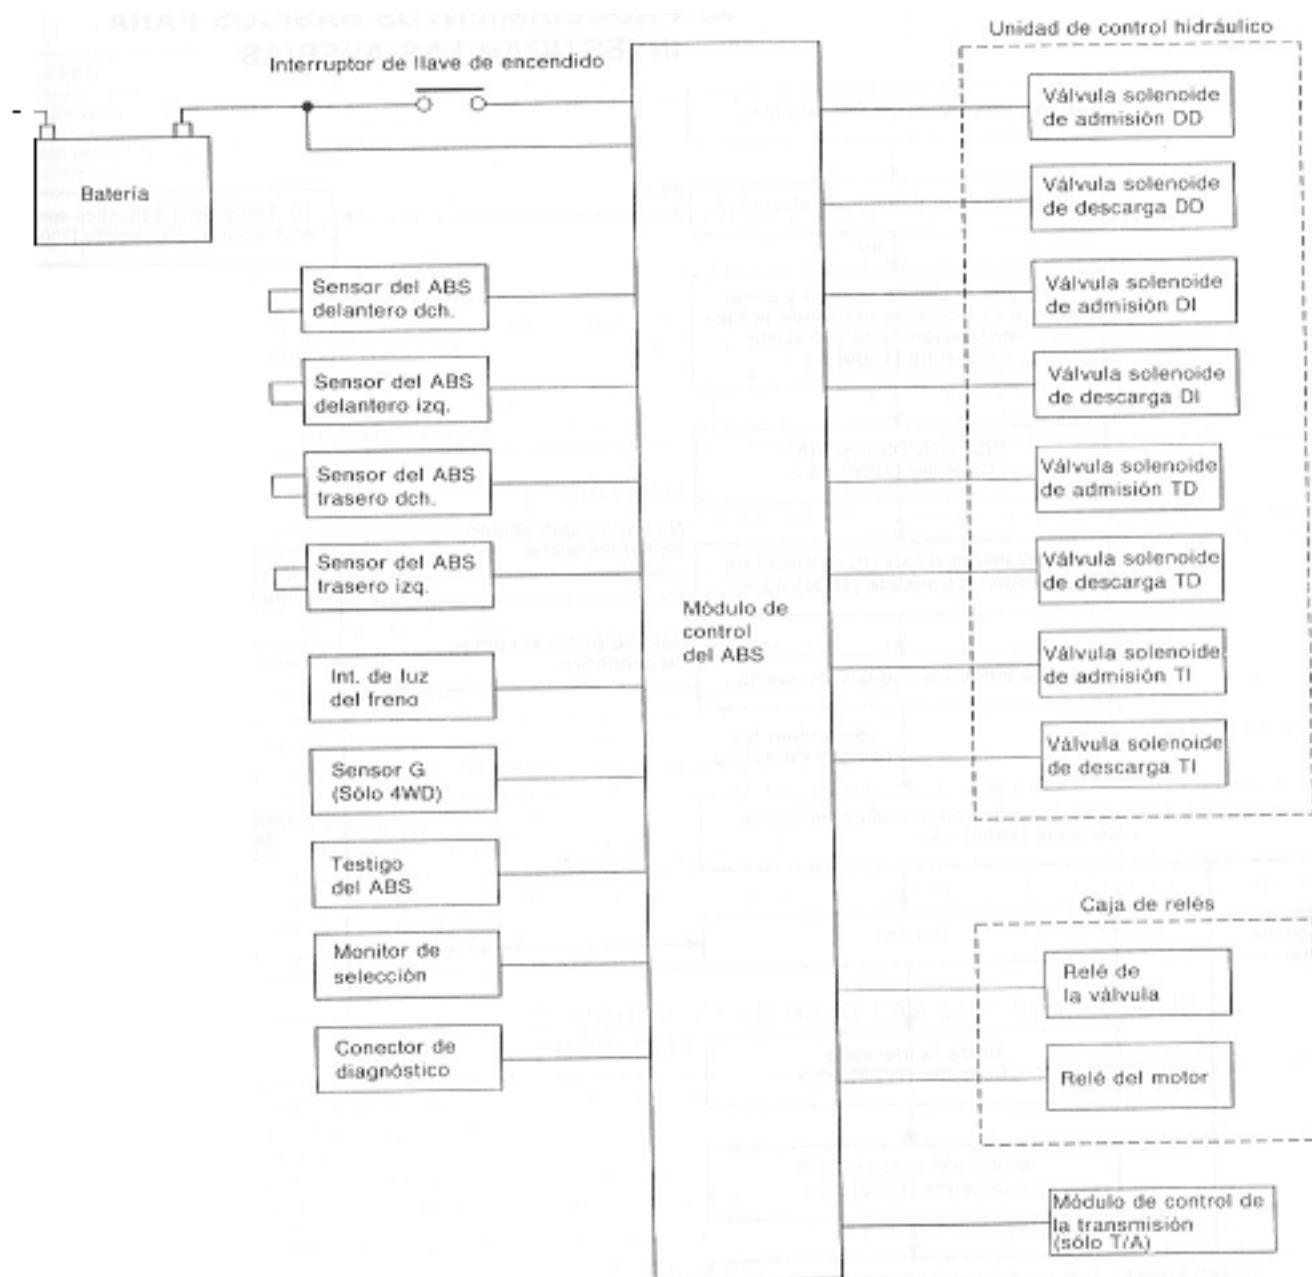 Unidad de control hidráulico
Interruptor de llave de encendido
Batería
Válvula solenoide
de admisión DD
Válvula solenoide
de descarga DD
Válvula solenoide
de admisión DI
Válvula solenoide
de descarga DI
Válvula solenoide
de admisión TD
Válvula solenoide
de descarga TD
Válvula solenoide
de admisión TI
Válvula solenoide
de descarga TI
Sensor del ABS
delantero dch.
Sensor del ABS
delantero izq.
Sensor del ABS
trasero dch.
Sensor del ABS
trasero izq.
Int. de luz
del freno
Sensor G
(Sólo 4WD)
Testigo
del ABS
Monitor de
selección
Conector de
diagnóstico
Módulo de
control
del ABS
Caja de relés
Relé de
la válvula
Relé del motor
Módulo de control de
la transmisión
(sólo T/A)